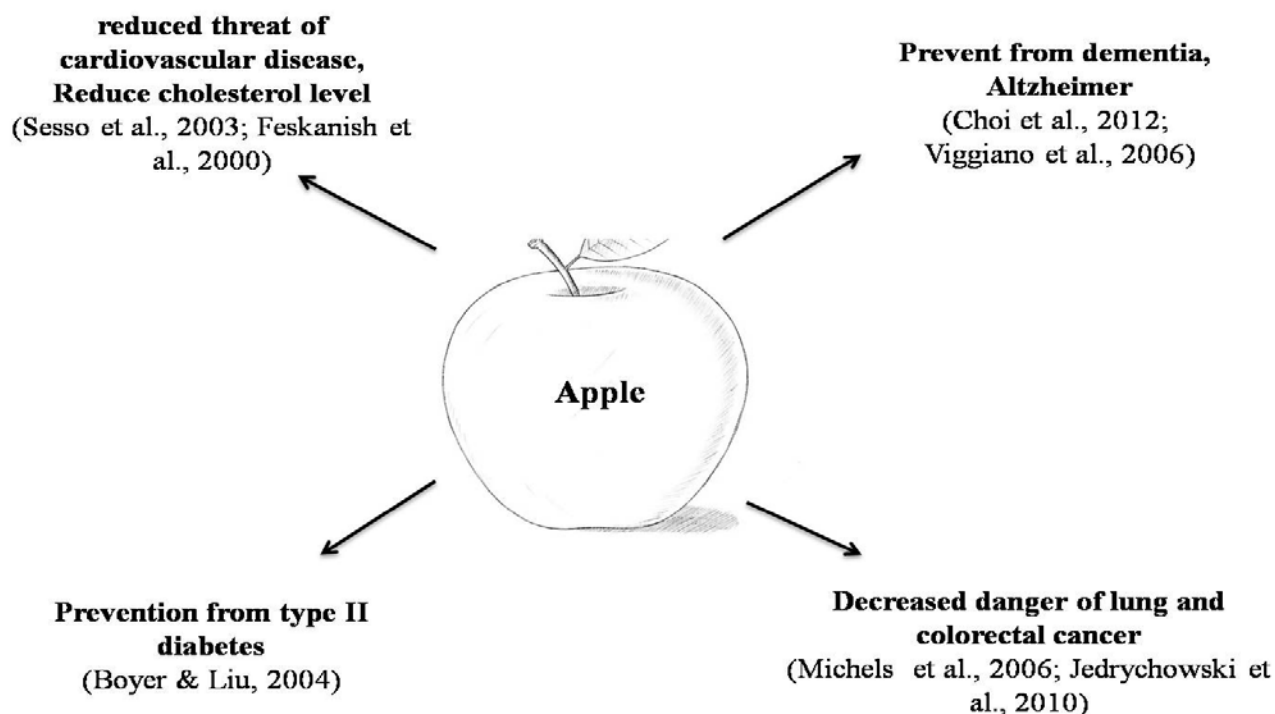 reduced threat of
cardiovascular disease,
Reduce cholesterol level
(Sesso et al., 2003; Feskanish et
al., 2000)
Prevent from dementia,
Altzheimer
(Choi et al., 2012;
Viggiano et al., 2006)
Apple
Prevention from type II
diabetes
(Boyer & Liu, 2004)
Decreased danger of lung and
colorectal cancer
(Michels et al., 2006; Jedrychowski et
al., 2010)